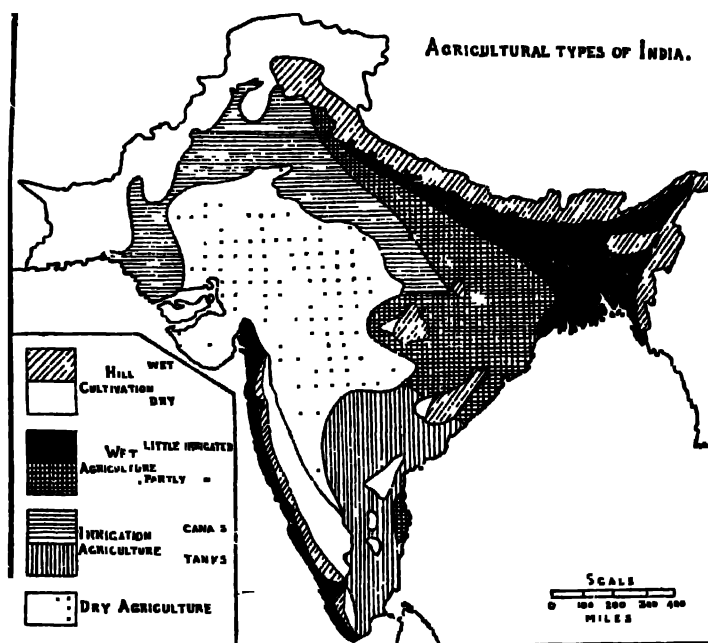 AGRICULTURAL TYPES OF INDIA.
HILL WET
CULTIVATION DRY
WET LITTLE IRRIGATED
AGRICULTURE PARTLY "
IRRIGATION CANALS
AGRICULTURE TANKS
DRY AGRICULTURE
SCALE
0 100 200 300 400
MILES